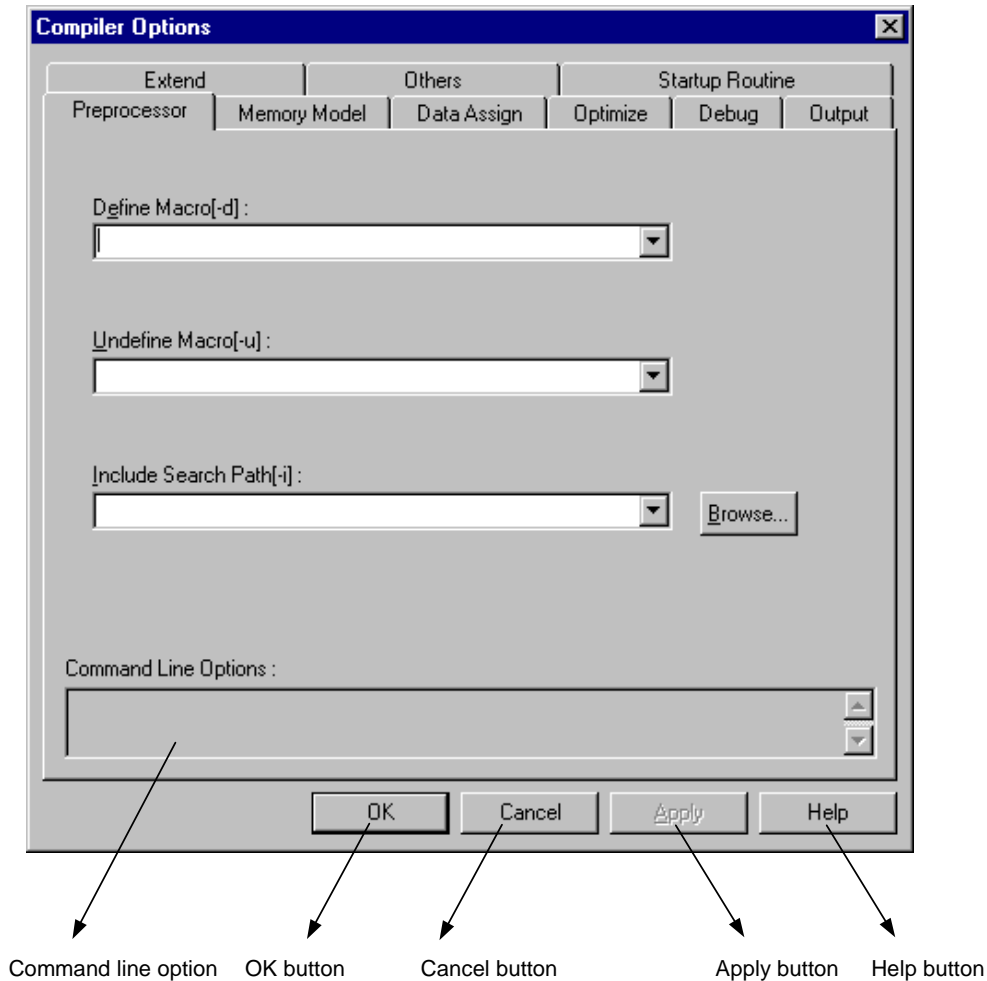 Compiler Options
Extend Others Startup Routine
Preprocessor Memory Model Data Assign Optimize Debug Output
Define Macro[-d] :
Undefine Macro[-u] :
Include Search Path[-i] :
Browse...
Command Line Options :
OK Cancel Apply Help
Command line option OK button Cancel button Apply button Help button